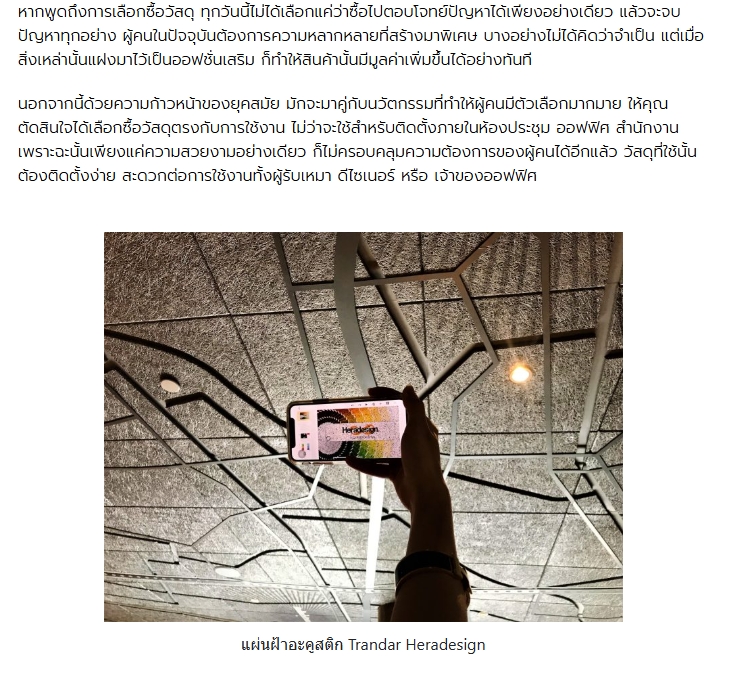 หากพูดถึงการเลือกซื้อวัสดุ ทุกวันนี้ไม่ได้เลือกแค่ว่าซื้อไปตอบโจทย์ปัญหาได้เพียงอย่างเดียว แล้วจะจบ
ปัญหาทุกอย่าง ผู้คนในปัจจุบันต้องการความหลากหลายที่สร้างมาพิเศษ บางอย่างไม่ได้คิดว่าจำเป็น แต่เมื่อ
สิ่งเหล่านั้นแฝงมาไว้เป็นออฟชั่นเสริม ก็ทำให้สินค้านั้นมีมูลค่าเพิ่มขึ้นได้อย่างทันที
นอกจากนี้ด้วยความก้าวหน้าของยุคสมัย มักจะมาคู่กับนวัตกรรมที่ทำให้ผู้คนมีตัวเลือกมากมาย ให้คุณ
ตัดสินใจได้เลือกซื้อวัสดุตรงกับการใช้งาน ไม่ว่าจะใช้สำหรับติดตั้งภายในห้องประชุม ออฟฟิศ สำนักงาน
เพราะฉะนั้นเพียงแค่ความสวยงามอย่างเดียว ก็ไม่ครอบคลุมความต้องการของผู้คนได้อีกแล้ว วัสดุที่ใช้นั้น
ต้องติดตั้งง่าย สะดวกต่อการใช้งานทั้งผู้รับเหมา ดีไซเนอร์ หรือ เจ้าของออฟฟิศ
Heradesign
แผ่นฝ้าอะคูสติก Trandar Heradesign